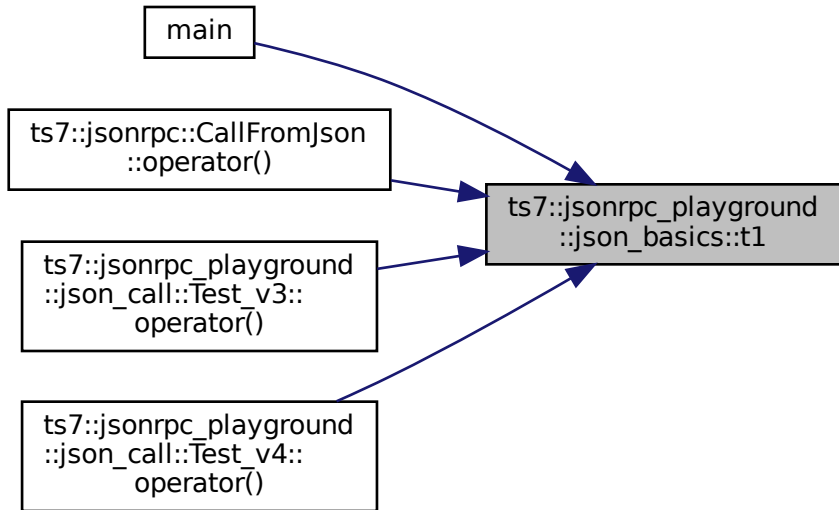 main
ts7::jsonrpc::CallFromJson
::operator()
ts7::jsonrpc_playground
::json_basics::t1
ts7::jsonrpc_playground
::json_call::Test_v3::
operator()
ts7::jsonrpc_playground
::json_call::Test_v4::
operator()